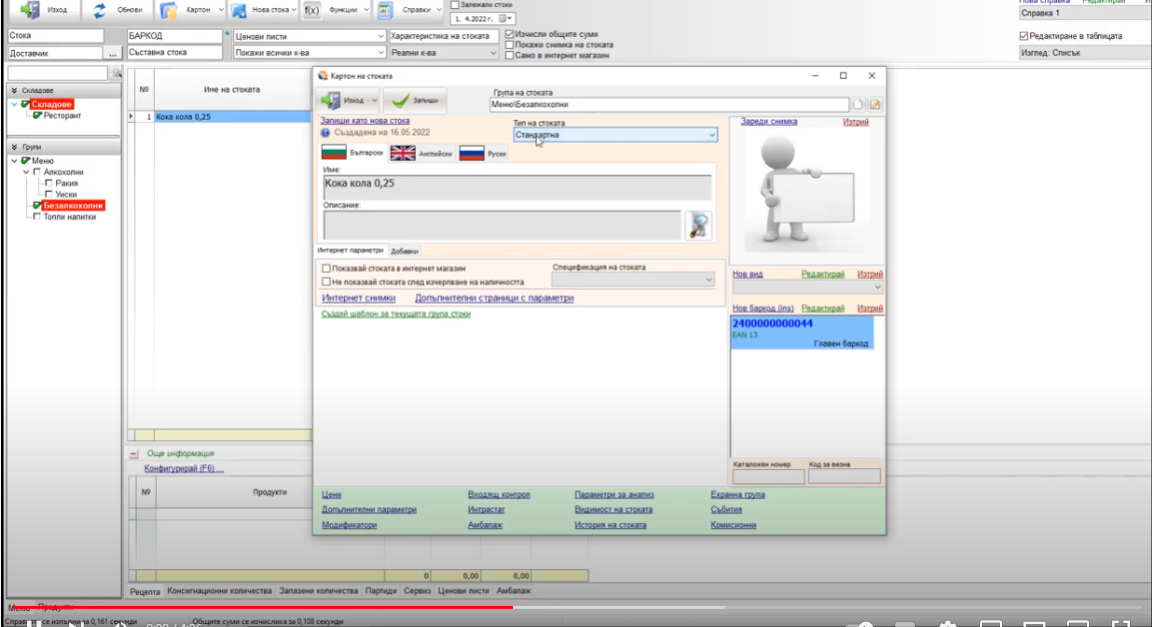 Изход
Обнови
Картон
Нова стока
f(x)
Функции
Справки
Залежали стоки
1. 4.2022 г.
Нова справка Редактирай
Справка 1
Стока
БАРКОД
*
Ценови листи
Характеристика на стоката
Изчисли общите суми
Покажи снимка на стоката
Само в интернет магазин
Редактиране в таблицата
Доставчик
...
Съставна стока
Покажи всички к-ва
Реални к-ва
Изглед: Списък
Складове
Складове
Ресторант
Групи
Меню
Алкохолни
Ракия
Уиски
Безалкохолни
Топли напитки
№
Име на стоката
1 Кока кола 0,25
Картон на стоката
Изход
Запиши
Група на стоката
Меню\Безалкохолни
Запиши като нова стока
Създадена на 16.05.2022
Тип на стоката
Стандартна
Български
Английски
Руски
Име:
Кока кола 0,25
Описание:
Интернет параметри
Добавки
Показвай стоката в интернет магазин
Не показвай стоката след изчерпване на наличността
Спецификация на стоката
Интернет снимки
Допълнителни страници с параметри
Създай шаблон за текущата група стоки
Зареди снимка
Изтрий
Нов вид
Редактирай
Изтрий
Нов баркод (ins)
Редактирай
Изтрий
2400000000044
EAN 13
Главен баркод
Каталожен номер
Код за везна
Цени
Входящ контрол
Параметри за анализ
Екранна група
Допълнителни параметри
Интрастат
Видимост на стоката
Събития
Модификатори
Амбалаж
История на стоката
Комисионни
Още информация
Конфигурирай (F6) ...
№
Продукти
0
0,00
0,00
Рецепта
Консигнационни количества
Запазени количества
Партиди
Сервиз
Ценови листи
Амбалаж
Меню
Продукти
Общите суми се изчислиха за 0,108 секунди